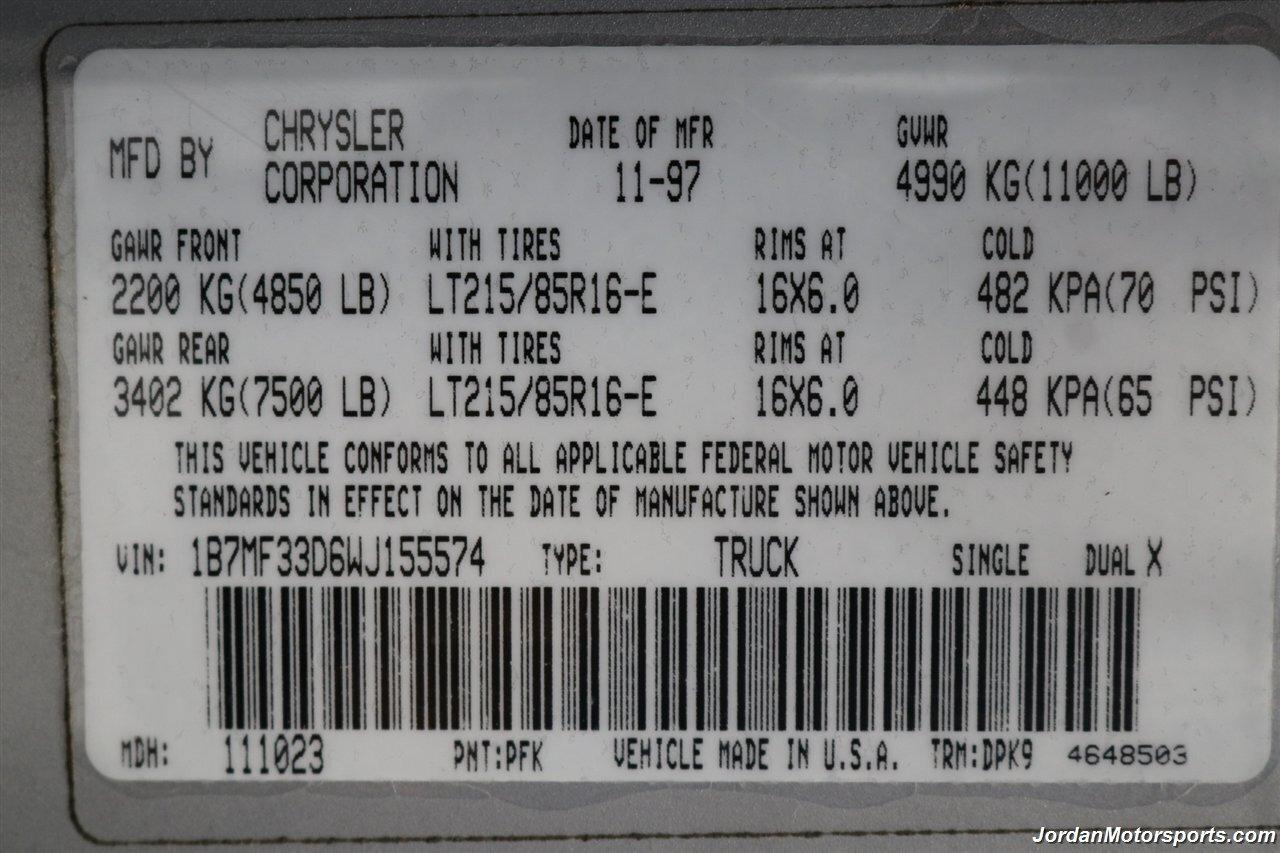 MFD BY CHRYSLER CORPORATION DATE OF MFR 11-97 GVWR 4990 KG(11000 LB)
GAWR FRONT WITH TIRES RIMS AT COLD
2200 KG(4850 LB) LT215/85R16-E 16X6.0 482 KPA(70 PSI)
GAWR REAR WITH TIRES RIMS AT COLD
3402 KG(7500 LB) LT215/85R16-E 16X6.0 448 KPA(65 PSI)
THIS VEHICLE CONFORMS TO ALL APPLICABLE FEDERAL MOTOR VEHICLE SAFETY
STANDARDS IN EFFECT ON THE DATE OF MANUFACTURE SHOWN ABOVE.
VIN: 1B7MF33D6WJ155574 TYPE: TRUCK SINGLE DUAL X
MDH: 111023 PNT:PFK VEHICLE MADE IN U.S.A. TRM:DPK9 4648503
JordanMotorsports.com